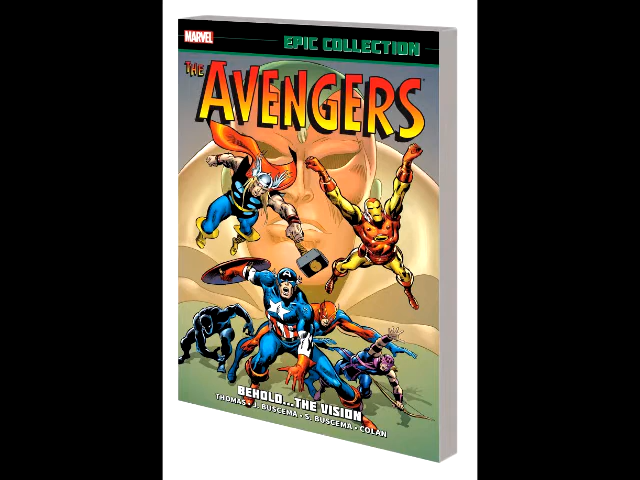 MARVEL
EPIC COLLECTION
THE
AVENGERS
BEHOLD...THE VISION
THOMAS • J. BUSCEMA • S. BUSCEMA • COLAN